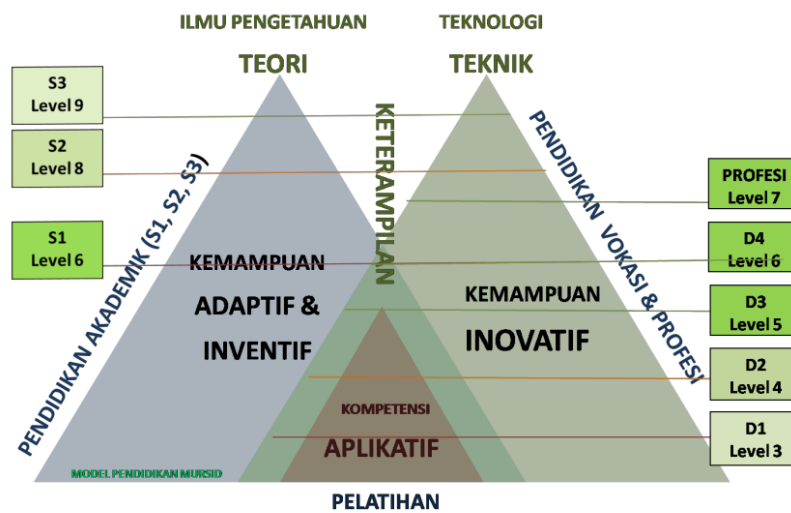 ILMU PENGETAHUAN
TEKNOLOGI
TEORI
TEKNIK
S3
Level 9
S2
Level 8
S1
Level 6
PENDIDIKAN AKADEMIK (S1, S2, S3)
KETERAMPILAN
PENDIDIKAN VOKASI & PROFESI
PROFESI
Level 7
D4
Level 6
D3
Level 5
D2
Level 4
D1
Level 3
KEMAMPUAN
ADAPTIF &
INVENTIF
KEMAMPUAN
INOVATIF
KOMPETENSI
APLIKATIF
MODEL PENDIDIKAN MURSID
PELATIHAN